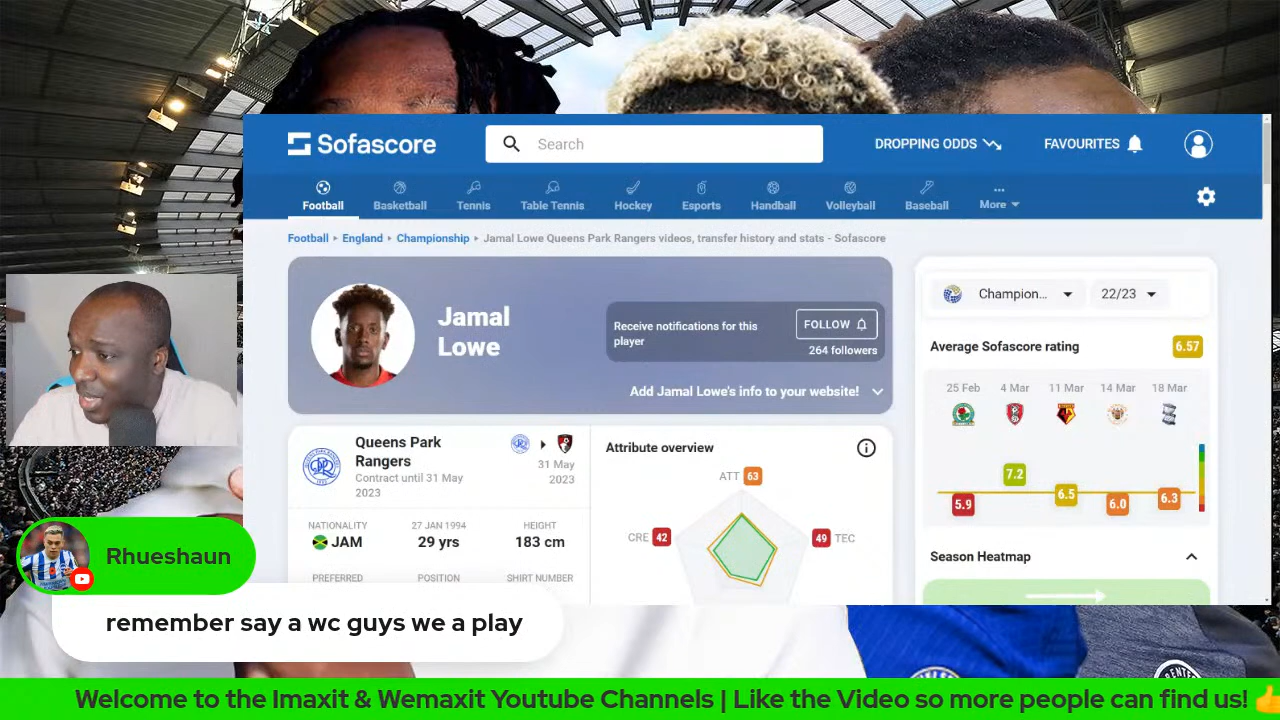 Sofascore
Search
DROPPING ODDS
FAVOURITES
Football
Basketball
Tennis
Table Tennis
Hockey
Esports
Handball
Volleyball
Baseball
More
Football England Championship Jamal Lowe Queens Park Rangers videos, transfer history and stats - Sofascore
Jamal
Lowe
Receive notifications for this
player
FOLLOW
264 followers
Add Jamal Lowe's info to your website!
Queens Park
Rangers
Contract until 31 May
2023
31 May
2023
NATIONALITY
JAM
27 JAN 1994
29 yrs
HEIGHT
183 cm
PREFERRED
POSITION
SHIRT NUMBER
Attribute overview
ATT 63
CRE 42
49 TEC
Champion...
22/23
Average Sofascore rating
6.57
25 Feb
4 Mar
11 Mar
14 Mar
18 Mar
5.9
7.2
6.5
6.0
6.3
Season Heatmap
Rhueshaun
remember say a wc guys we a play
Welcome to the Imaxit & Wemaxit Youtube Channels | Like the Video so more people can find us!